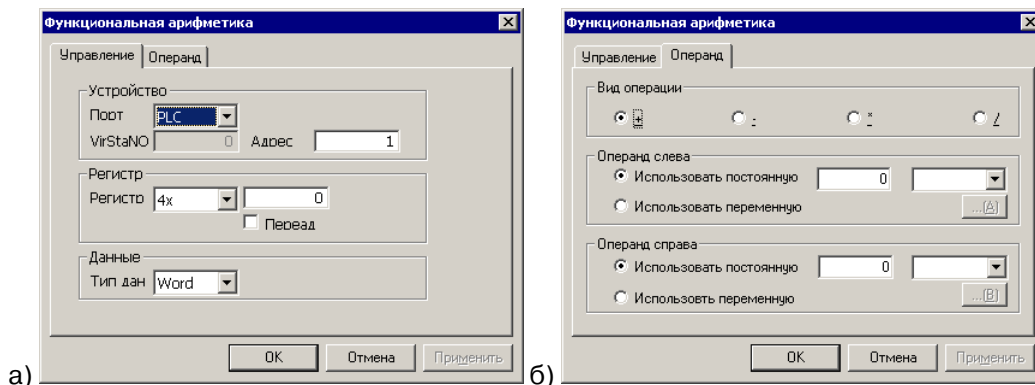 Функциональная арифметика
Управление Операнд
Устройство
Порт PLC
VirStaNO 0 Адрес 1
Регистр
Регистр 4x 0
Переад
Данные
Тип дан Word
OK Отмена Применить
а)
Функциональная арифметика
Управление Операнд
Вид операции
+ - * /
Операнд слева
Использовать постоянную 0
Использовать переменную ...(A)
Операнд справа
Использовать постоянную 0
Использовть переменную ...(B)
OK Отмена Применить
б)